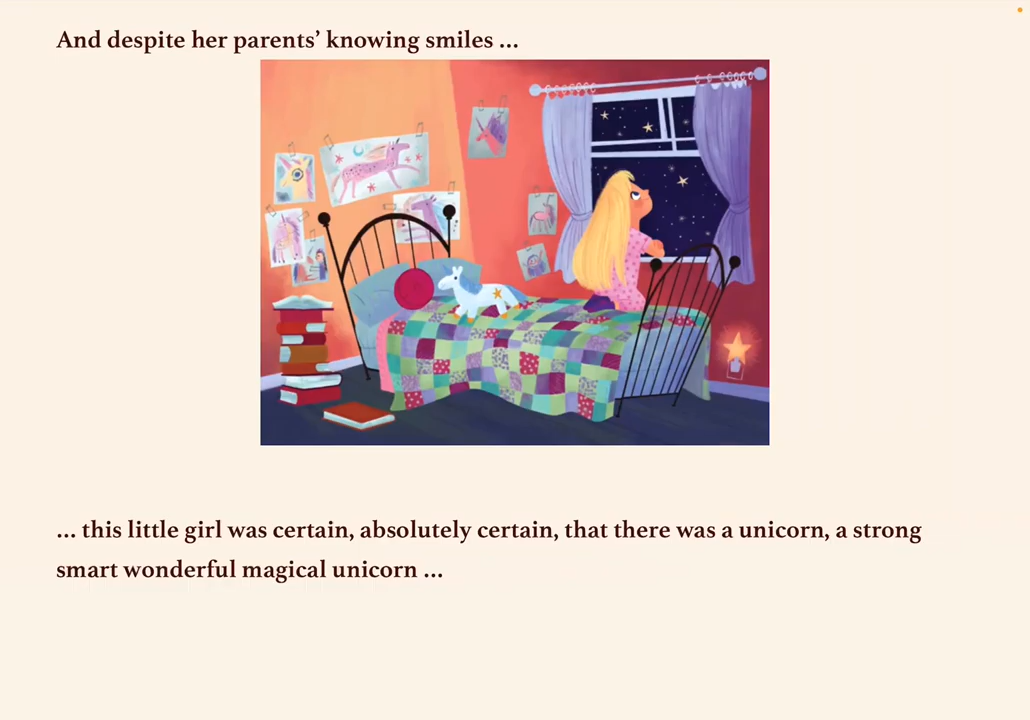 And despite her parents’ knowing smiles ...
... this little girl was certain, absolutely certain, that there was a unicorn, a strong
smart wonderful magical unicorn ...